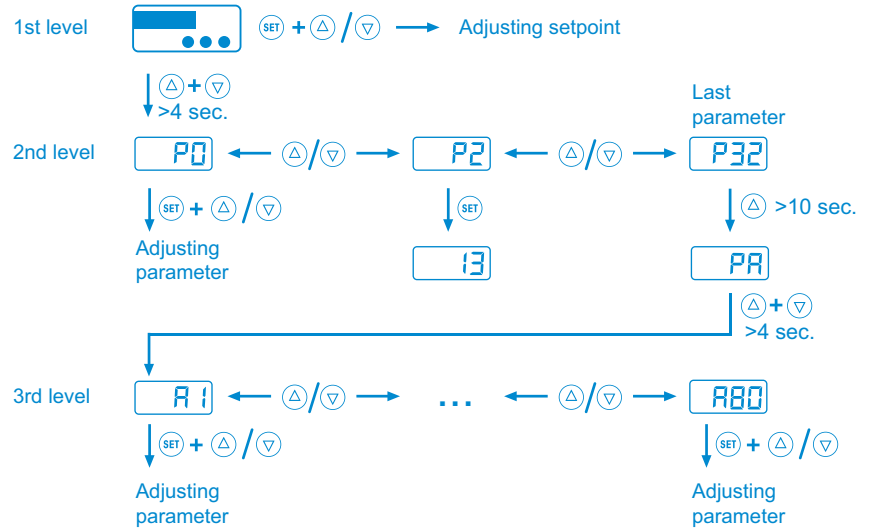 1st level SET + / Adjusting setpoint
+
>4 sec.
Last
parameter
2nd level P0 / P2 / P32
SET + / SET >10 sec.
Adjusting
parameter
13 PA
+
>4 sec.
3rd level A1 / ... / A80
SET + / SET + /
Adjusting Adjusting
parameter parameter